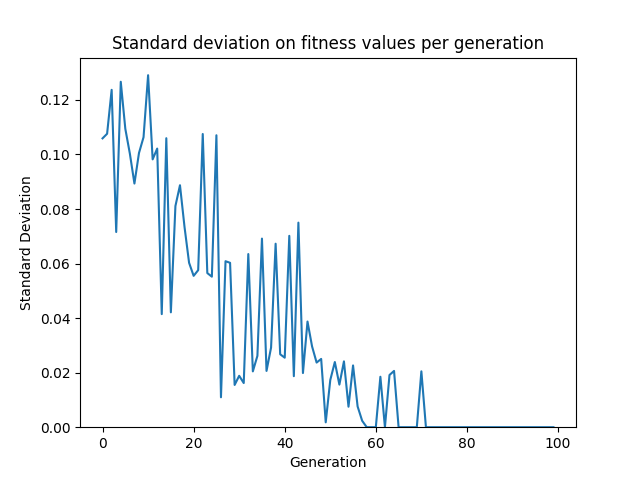 Standard deviation on fitness values per generation
0.12
0.10
0.08
0.06
0.04
0.02
0.00
Standard Deviation
0 20 40 60 80 100
Generation